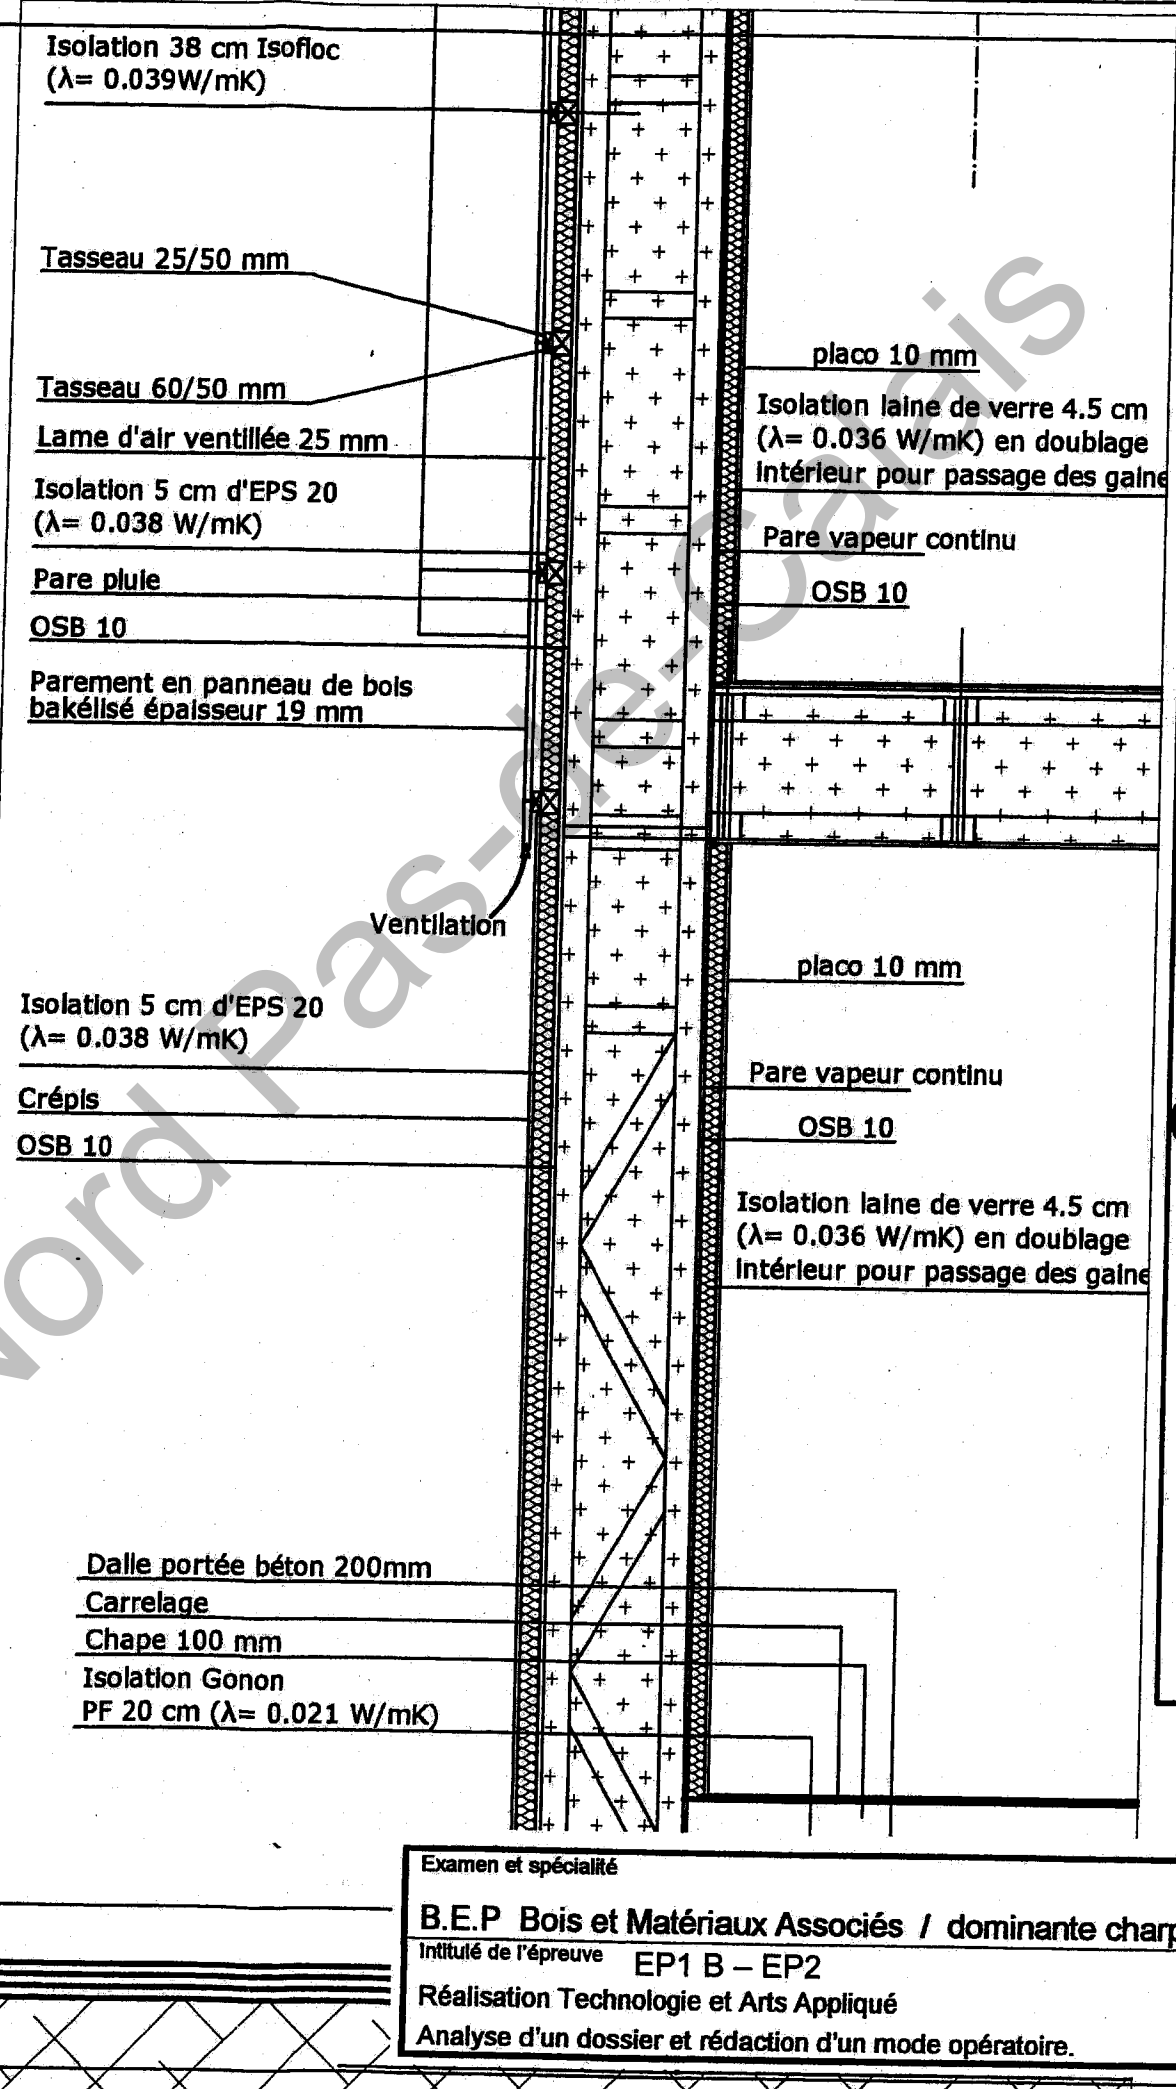 Isolation 38 cm Isofloc
(λ= 0.039W/mK)
Tasseau 25/50 mm
Tasseau 60/50 mm
Lame d'air ventillée 25 mm
Isolation 5 cm d'EPS 20
(λ= 0.038 W/mK)
Pare pluie
OSB 10
Parement en panneau de bois
bakélisé épaisseur 19 mm
Ventilation
Isolation 5 cm d'EPS 20
(λ= 0.038 W/mK)
Crépis
OSB 10
Dalle portée béton 200mm
Carrelage
Chape 100 mm
Isolation Gonon
PF 20 cm (λ= 0.021 W/mK)
placo 10 mm
Isolation laine de verre 4.5 cm
(λ= 0.036 W/mK) en doublage
intérieur pour passage des gaine
Pare vapeur continu
OSB 10
placo 10 mm
Pare vapeur continu
OSB 10
Isolation laine de verre 4.5 cm
(λ= 0.036 W/mK) en doublage
intérieur pour passage des gaine
Nord Pas-de-Calais
Examen et spécialité
B.E.P Bois et Matériaux Associés / dominante charp
Intitulé de l'épreuve EP1 B – EP2
Réalisation Technologie et Arts Appliqué
Analyse d'un dossier et rédaction d'un mode opératoire.